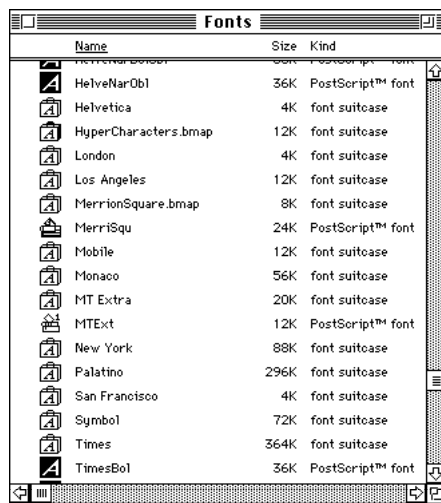 Fonts
Name Size Kind
HelveNarObl 36K PostScript™ font
Helvetica 4K font suitcase
HyperCharacters.bmap 12K font suitcase
London 4K font suitcase
Los Angeles 12K font suitcase
MerrionSquare.bmap 8K font suitcase
MerriSqu 24K PostScript™ font
Mobile 12K font suitcase
Monaco 56K font suitcase
MT Extra 20K font suitcase
MTExt 12K PostScript™ font
New York 88K font suitcase
Palatino 296K font suitcase
San Francisco 4K font suitcase
Symbol 72K font suitcase
Times 364K font suitcase
TimesBol 36K PostScript™ font